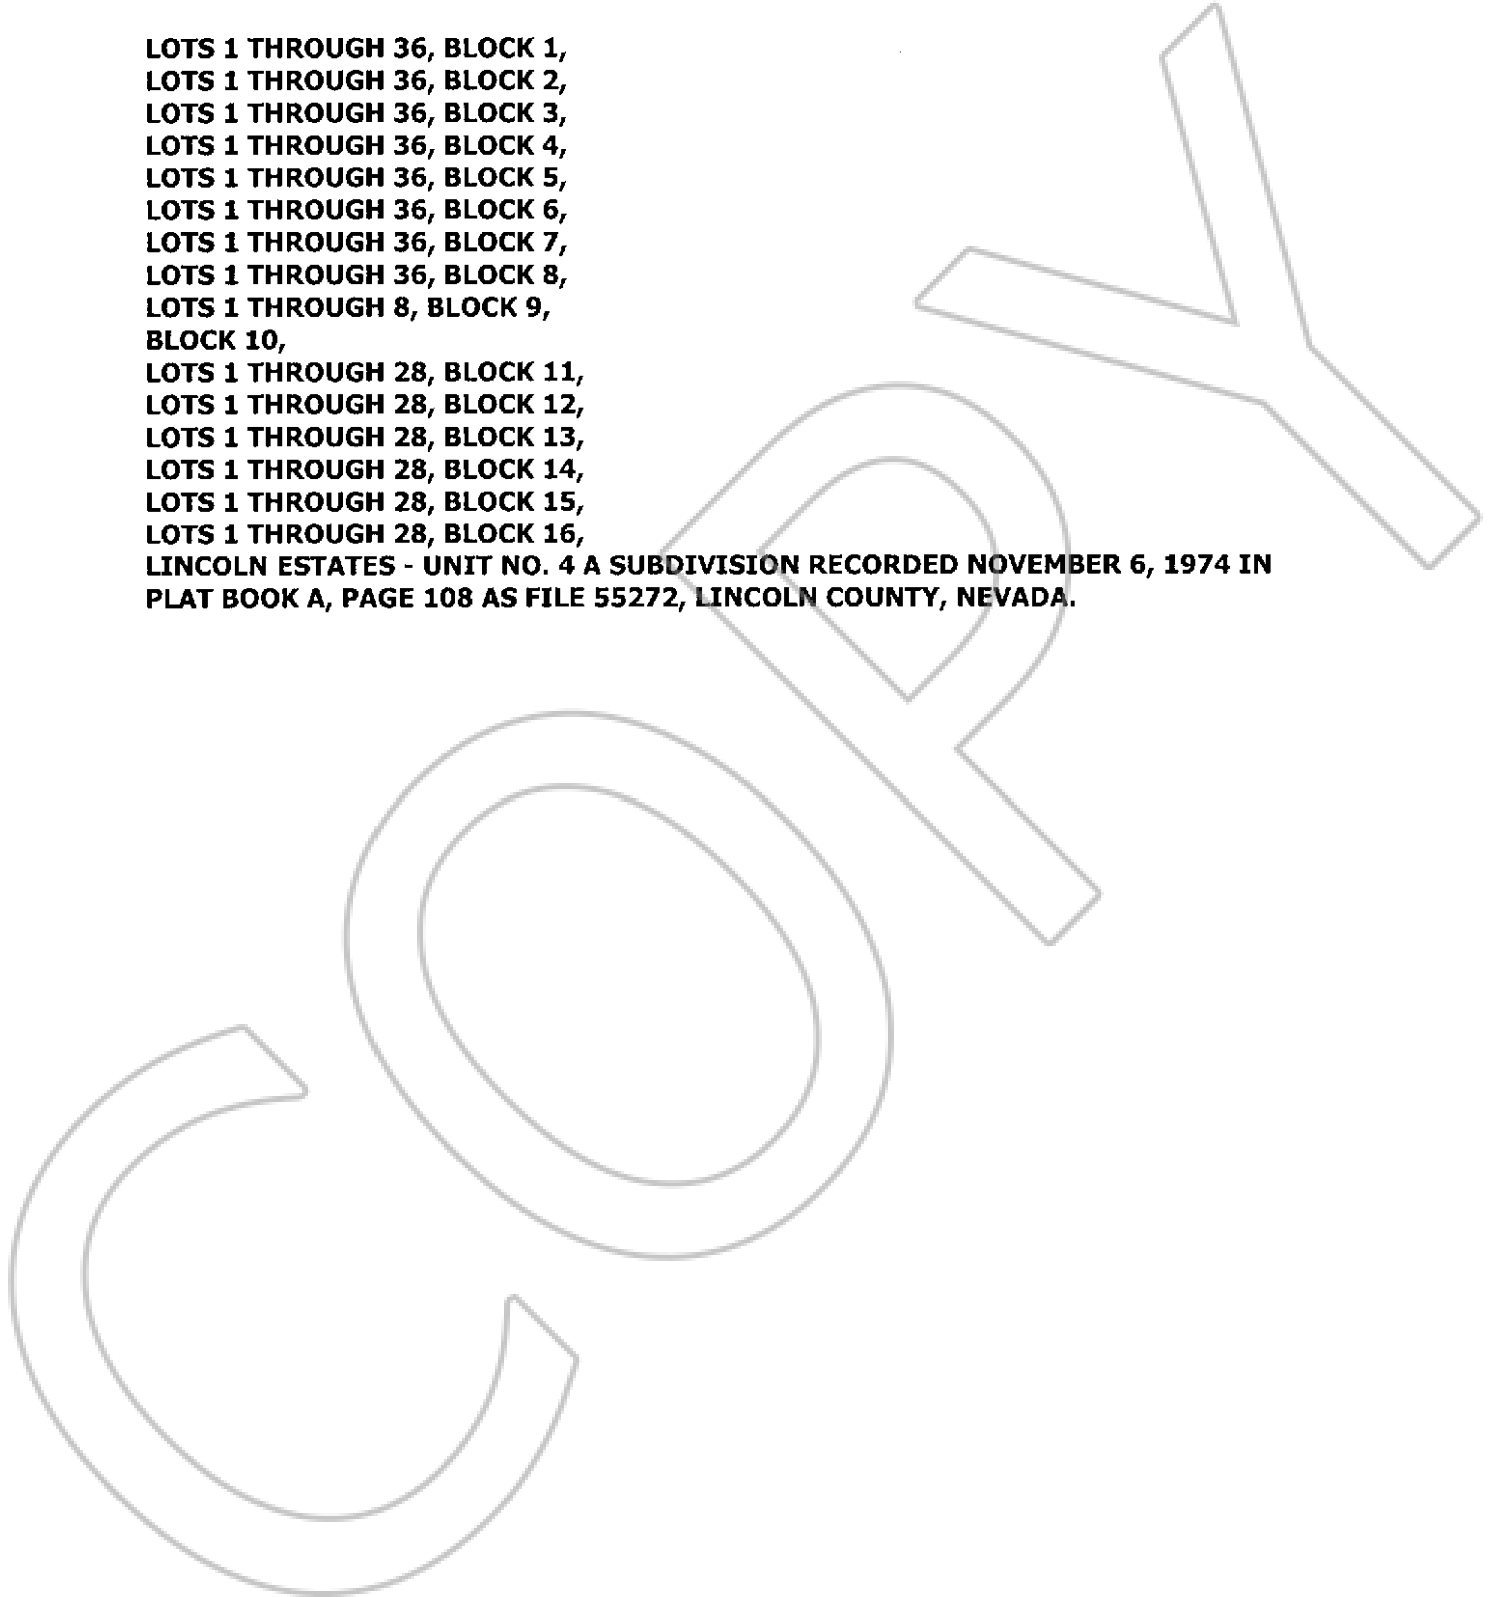 LOTS 1 THROUGH 36, BLOCK 1,
LOTS 1 THROUGH 36, BLOCK 2,
LOTS 1 THROUGH 36, BLOCK 3,
LOTS 1 THROUGH 36, BLOCK 4,
LOTS 1 THROUGH 36, BLOCK 5,
LOTS 1 THROUGH 36, BLOCK 6,
LOTS 1 THROUGH 36, BLOCK 7,
LOTS 1 THROUGH 36, BLOCK 8,
LOTS 1 THROUGH 8, BLOCK 9,
BLOCK 10,
LOTS 1 THROUGH 28, BLOCK 11,
LOTS 1 THROUGH 28, BLOCK 12,
LOTS 1 THROUGH 28, BLOCK 13,
LOTS 1 THROUGH 28, BLOCK 14,
LOTS 1 THROUGH 28, BLOCK 15,
LOTS 1 THROUGH 28, BLOCK 16,
LINCOLN ESTATES - UNIT NO. 4 A SUBDIVISION RECORDED NOVEMBER 6, 1974 IN
PLAT BOOK A, PAGE 108 AS FILE 55272, LINCOLN COUNTY, NEVADA.
COPY